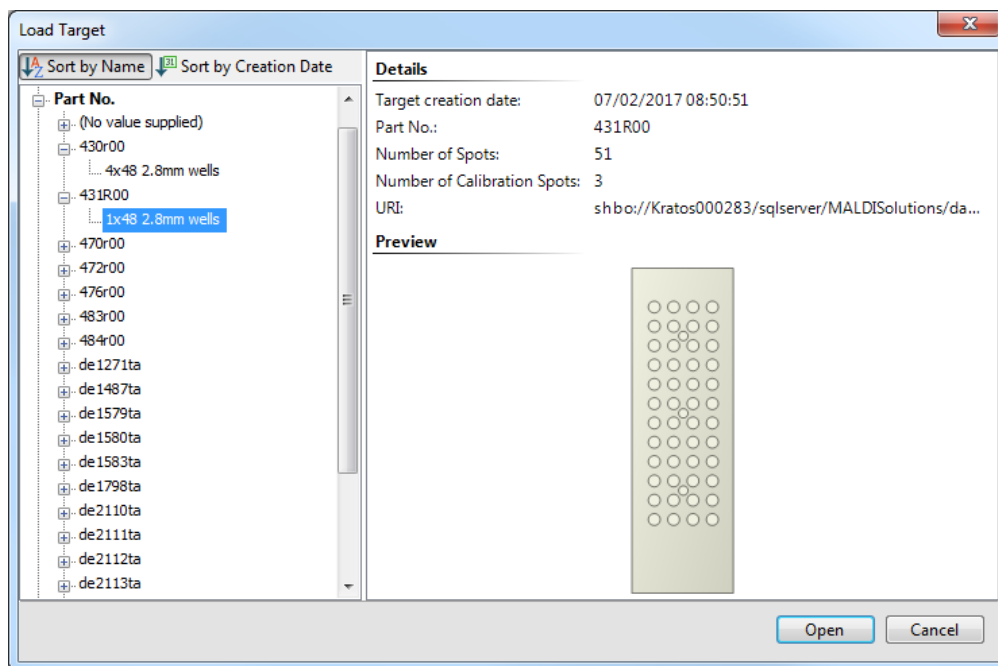 Load Target
Sort by Name Sort by Creation Date
Part No.
(No value supplied)
430r00
4x48 2.8mm wells
431R00
1x48 2.8mm wells
470r00
472r00
476r00
483r00
484r00
de1271ta
de1487ta
de1579ta
de1580ta
de1583ta
de1798ta
de2110ta
de2111ta
de2112ta
de2113ta
Details
Target creation date: 07/02/2017 08:50:51
Part No.: 431R00
Number of Spots: 51
Number of Calibration Spots: 3
URI: shbo://Kratos000283/sqlserver/MALDISolutions/da...
Preview
Open Cancel